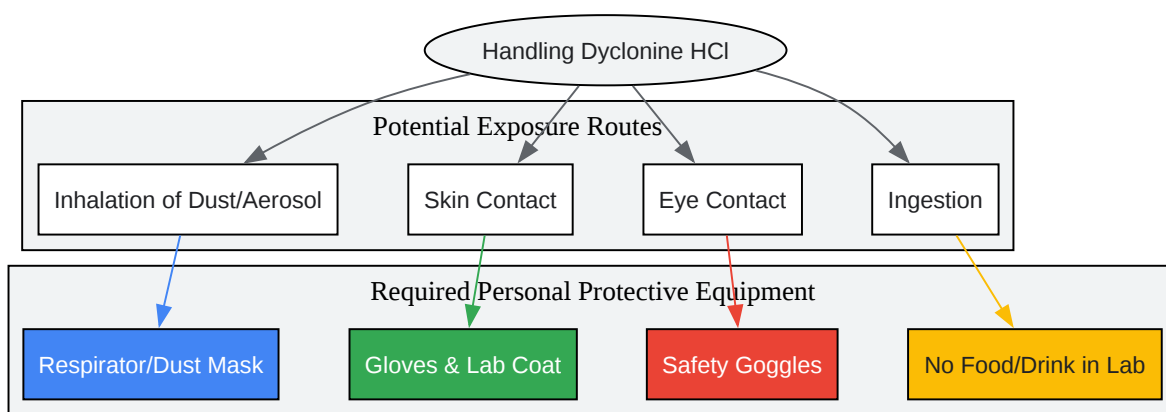 Handling Dyclonine HCl
Potential Exposure Routes
Inhalation of Dust/Aerosol
Skin Contact
Eye Contact
Ingestion
Required Personal Protective Equipment
Respirator/Dust Mask
Gloves & Lab Coat
Safety Goggles
No Food/Drink in Lab